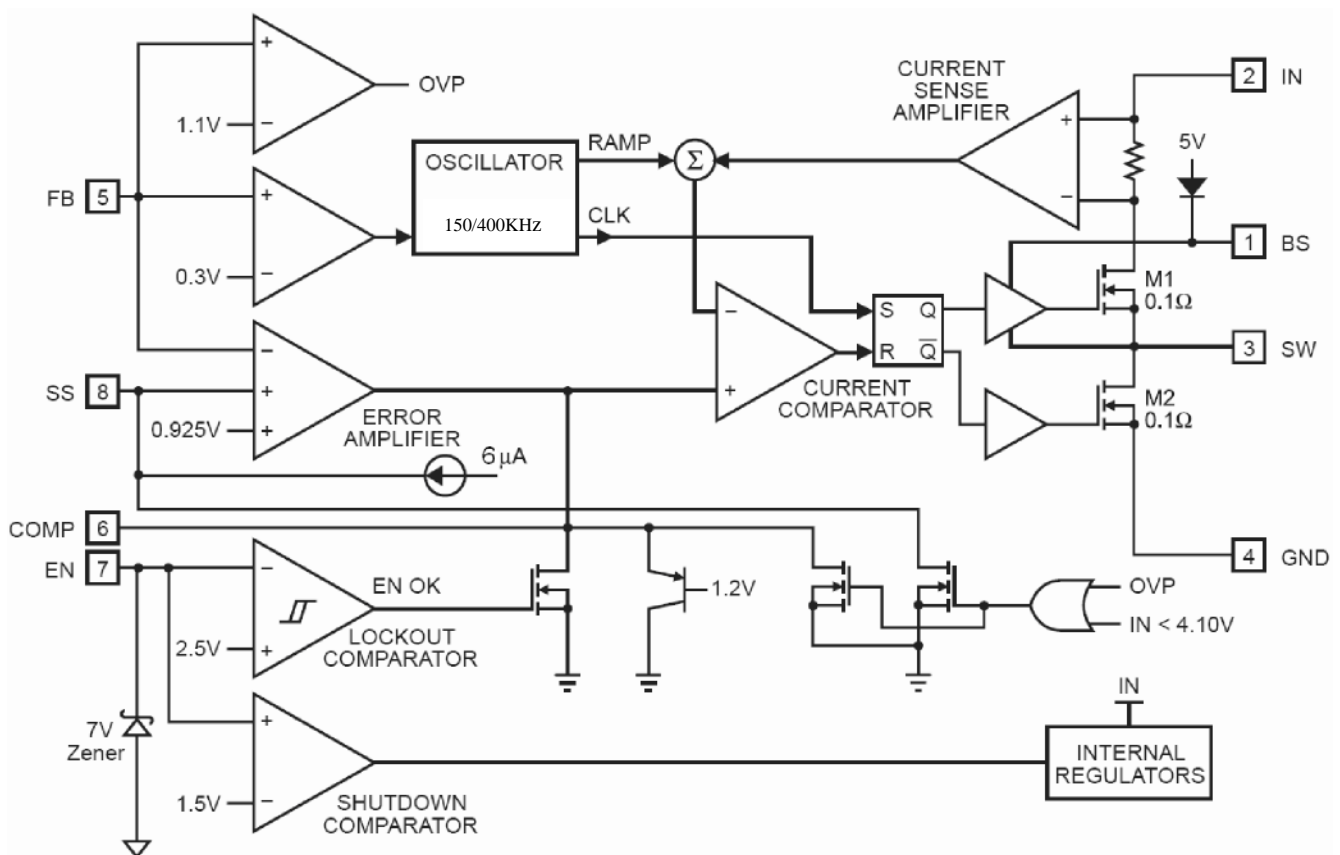 +
OVP
1.1V
−
CURRENT
SENSE
AMPLIFIER
2 IN
+
5V
OSCILLATOR
RAMP
Σ
FB 5
+
−
150/400KHz
CLK
1 BS
0.3V
−
M1
0.1Ω
−
S Q
−
3 SW
SS 8
+
R Q̅
+
M2
0.1Ω
0.925V
+
ERROR
AMPLIFIER
CURRENT
COMPARATOR
6 μA
COMP 6
EN 7
−
EN OK
1.2V
4 GND
OVP
IN < 4.10V
2.5V
+
LOCKOUT
COMPARATOR
IN
7V
Zener
+
INTERNAL
REGULATORS
1.5V
−
SHUTDOWN
COMPARATOR